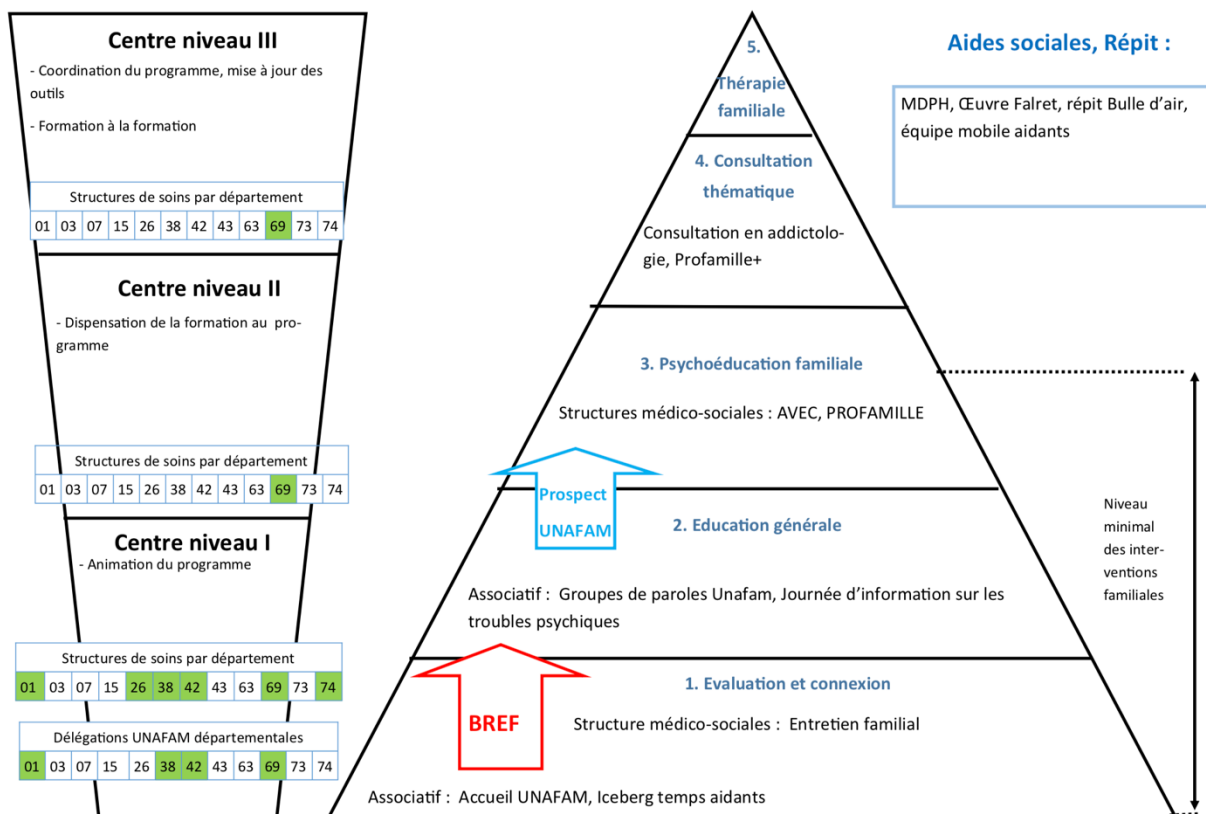 Centre niveau III
- Coordination du programme, mise à jour des
outils
- Formation à la formation
Structures de soins par département
01 03 07 15 26 38 42 43 63 69 73 74
Centre niveau II
- Dispensation de la formation au pro-
gramme
Structures de soins par département
01 03 07 15 26 38 42 43 63 69 73 74
Centre niveau I
- Animation du programme
Structures de soins par département
01 03 07 15 26 38 42 43 63 69 73 74
Délégations UNAFAM départementales
01 03 07 15 26 38 42 43 63 69 73 74
5.
Thérapie
familiale
4. Consultation
thématique
Consultation en addictolo-
gie, Profamille+
3. Psychoéducation familiale
Structures médico-sociales : AVEC, PROFAMILLE
Prospect
UNAFAM
2. Education générale
Associatif : Groupes de paroles Unafam, Journée d'information sur les
troubles psychiques
1. Evaluation et connexion
BREF
Structure médico-sociales : Entretien familial
Associatif : Accueil UNAFAM, Iceberg temps aidants
Aides sociales, Répit :
MDPH, Œuvre Falret, répit Bulle d'air,
équipe mobile aidants
Niveau
minimal
des inter-
ventions
familiales